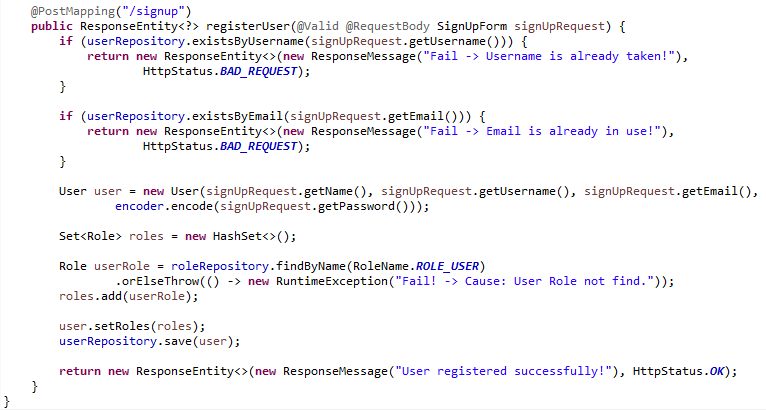 @PostMapping("/signup")
public ResponseEntity<?> registerUser(@Valid @RequestBody SignUpForm signUpRequest) {
if (userRepository.existsByUsername(signUpRequest.getUsername())) {
return new ResponseEntity<>(new ResponseMessage("Fail -> Username is already taken!"),
HttpStatus.BAD_REQUEST);
}
if (userRepository.existsByEmail(signUpRequest.getEmail())) {
return new ResponseEntity<>(new ResponseMessage("Fail -> Email is already in use!"),
HttpStatus.BAD_REQUEST);
}
User user = new User(signUpRequest.getName(), signUpRequest.getUsername(), signUpRequest.getEmail(),
encoder.encode(signUpRequest.getPassword()));
Set<Role> roles = new HashSet<>();
Role userRole = roleRepository.findByName(RoleName.ROLE_USER)
.orElseThrow(() -> new RuntimeException("Fail! -> Cause: User Role not find."));
roles.add(userRole);
user.setRoles(roles);
userRepository.save(user);
return new ResponseEntity<>(new ResponseMessage("User registered successfully!"), HttpStatus.OK);
}
}